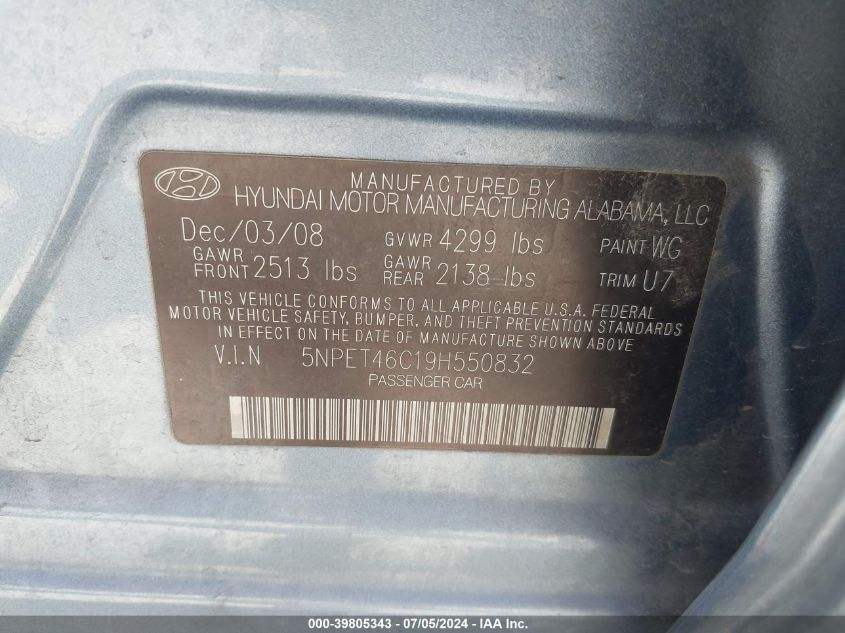 MANUFACTURED BY
HYUNDAI MOTOR MANUFACTURING ALABAMA, LLC
Dec/03/08 GVWR 4299 lbs PAINT WG
GAWR FRONT 2513 lbs GAWR REAR 2138 lbs TRIM U7
THIS VEHICLE CONFORMS TO ALL APPLICABLE U.S.A. FEDERAL
MOTOR VEHICLE SAFETY, BUMPER, AND THEFT PREVENTION STANDARDS
IN EFFECT ON THE DATE OF MANUFACTURE SHOWN ABOVE.
V.I.N 5NPET46C19H550832
PASSENGER CAR
000-39805343 - 07/05/2024 - IAA Inc.